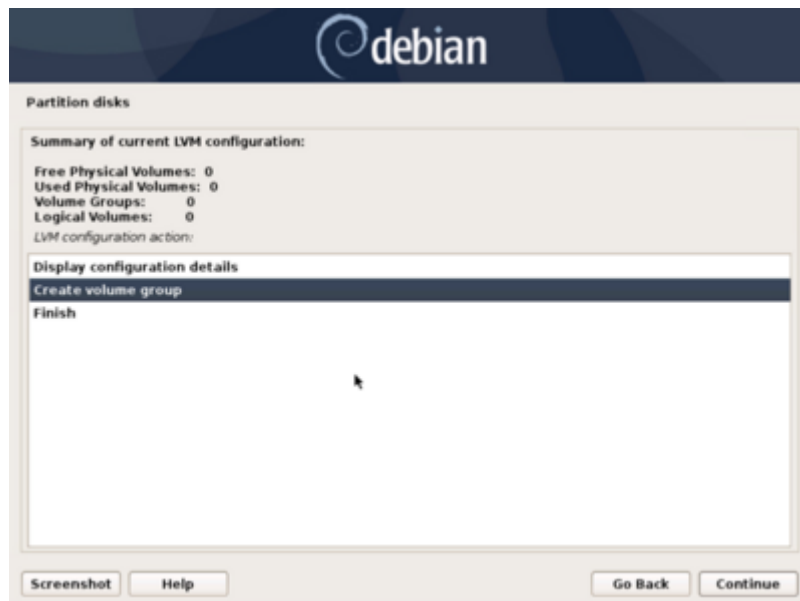 debian
Partition disks
Summary of current LVM configuration:
Free Physical Volumes: 0
Used Physical Volumes: 0
Volume Groups: 0
Logical Volumes: 0
LVM configuration action:
Display configuration details
Create volume group
Finish
Screenshot Help Go Back Continue